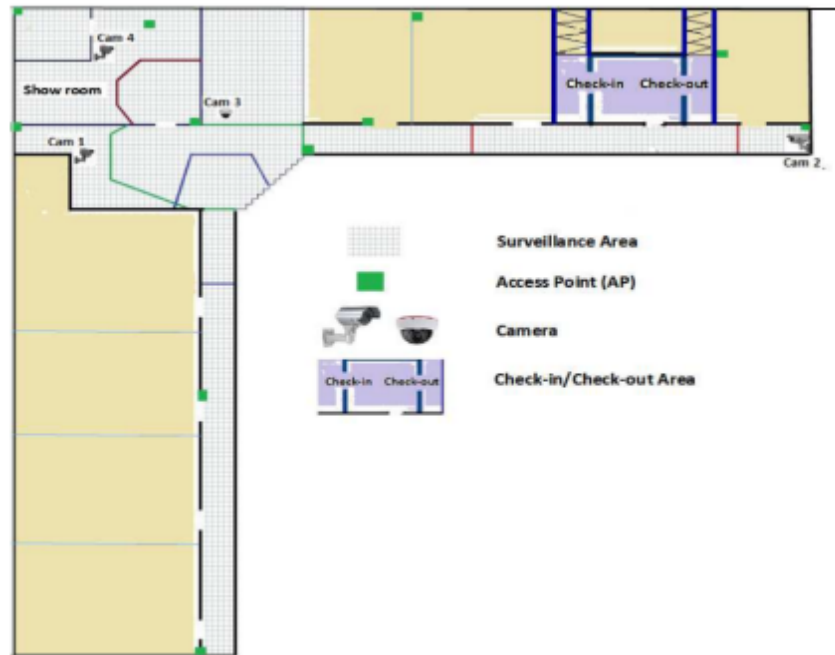 Cam 4
Check-in Check-out
Show room
Cam 3
Cam 1
Cam 2
Surveillance Area
Access Point (AP)
Camera
Check-in Check-out
Check-in/Check-out Area